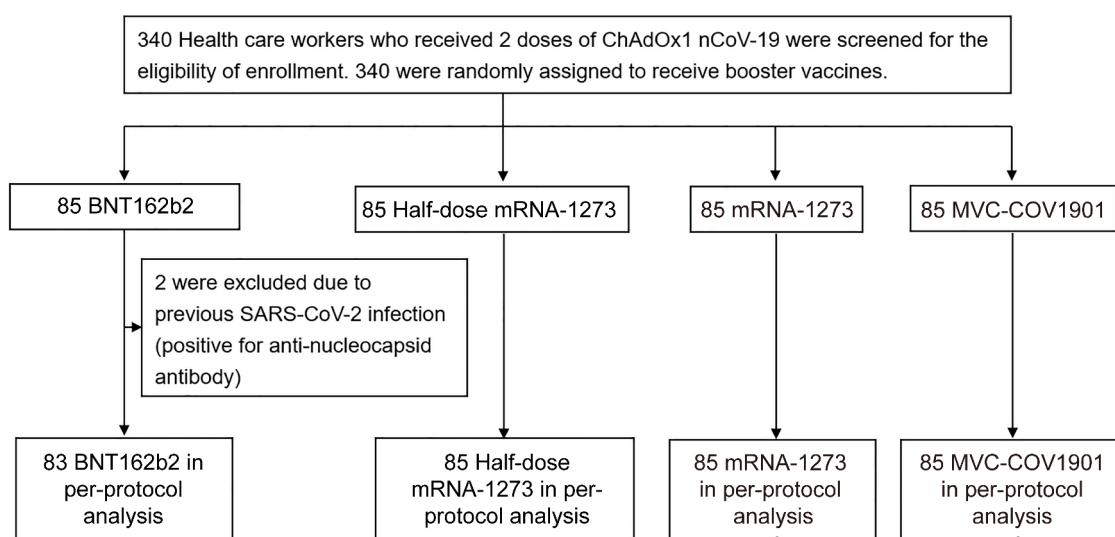 340 Health care workers who received 2 doses of ChAdOx1 nCoV-19 were screened for the
eligibility of enrollment. 340 were randomly assigned to receive booster vaccines.
85 BNT162b2
85 Half-dose mRNA-1273
85 mRNA-1273
85 MVC-COV1901
2 were excluded due to
previous SARS-CoV-2 infection
(positive for anti-nucleocapsid
antibody)
83 BNT162b2 in
per-protocol
analysis
85 Half-dose
mRNA-1273 in per-
protocol analysis
85 mRNA-1273
in per-protocol
analysis
85 MVC-COV1901
in per-protocol
analysis